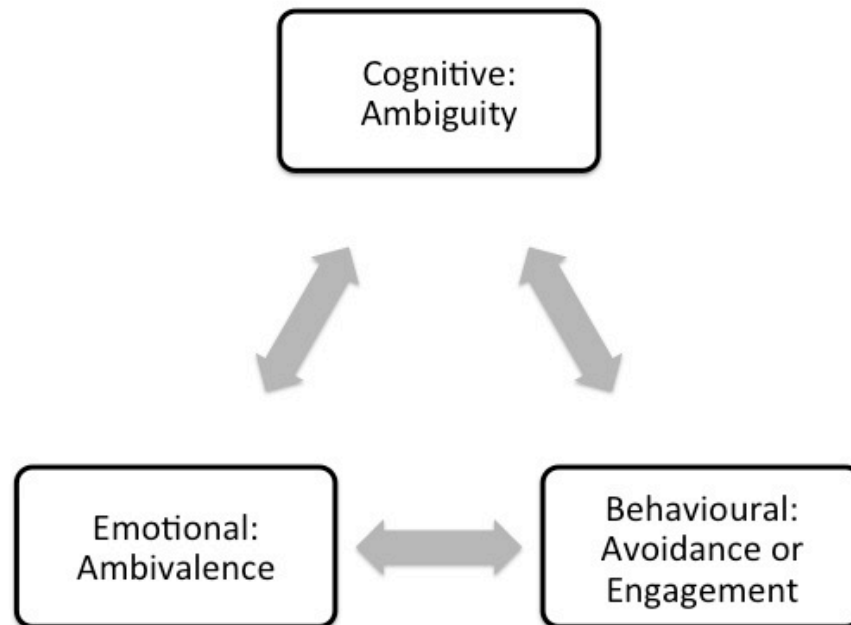 Cognitive:
Ambiguity
Emotional:
Ambivalence
Behavioural:
Avoidance or
Engagement